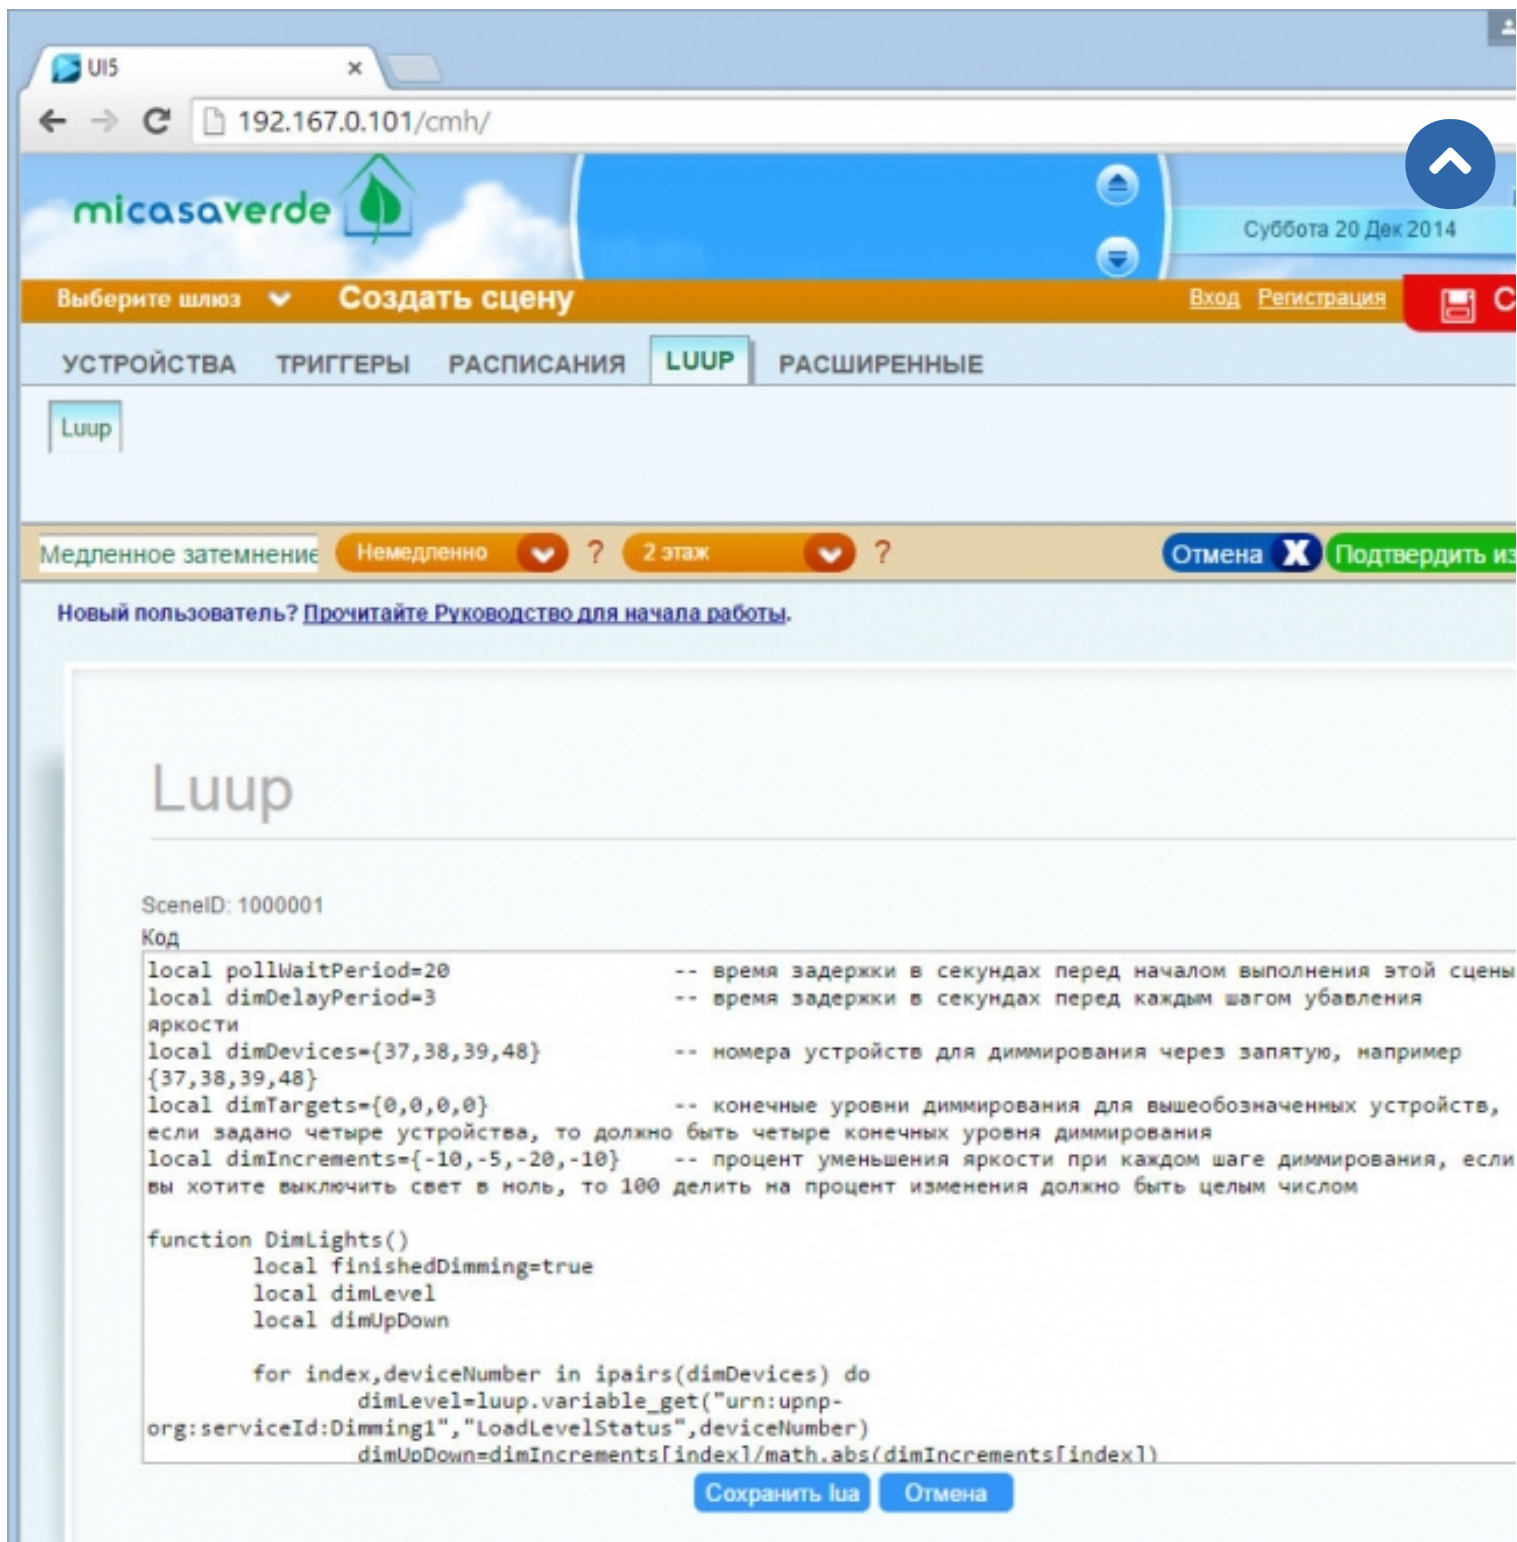 UI5
192.167.0.101/cmh/
micasaverde
Суббота 20 Дек 2014
Выберите шлюз Создать сцену Вход Регистрация С
УСТРОЙСТВА ТРИГГЕРЫ РАСПИСАНИЯ LUUP РАСШИРЕННЫЕ
Luup
Медленное затемнение Немедленно ? 2 этаж ? Отмена X Подтвердить из
Новый пользователь? Прочитайте Руководство для начала работы.
Luup
SceneID: 1000001
Код
local pollWaitPeriod=20 -- время задержки в секундах перед началом выполнения этой сцены
local dimDelayPeriod=3 -- время задержки в секундах перед каждым шагом убавления
яркости
local dimDevices={37,38,39,48} -- номера устройств для диммирования через запятую, например
{37,38,39,48}
local dimTargets={0,0,0,0} -- конечные уровни диммирования для вышеобозначенных устройств,
если задано четыре устройства, то должно быть четыре конечных уровня диммирования
local dimIncrements={-10,-5,-20,-10} -- процент уменьшения яркости при каждом шаге диммирования, если
вы хотите выключить свет в ноль, то 100 делить на процент изменения должно быть целым числом
function DimLights()
local finishedDimming=true
local dimLevel
local dimUpDown
for index,deviceNumber in ipairs(dimDevices) do
dimLevel=luup.variable_get("urn:upnp-
org:serviceId:Dimming1","LoadLevelStatus",deviceNumber)
dimUpDown=dimIncrements[index]/math.abs(dimIncrements[index])
Сохранить lua Отмена